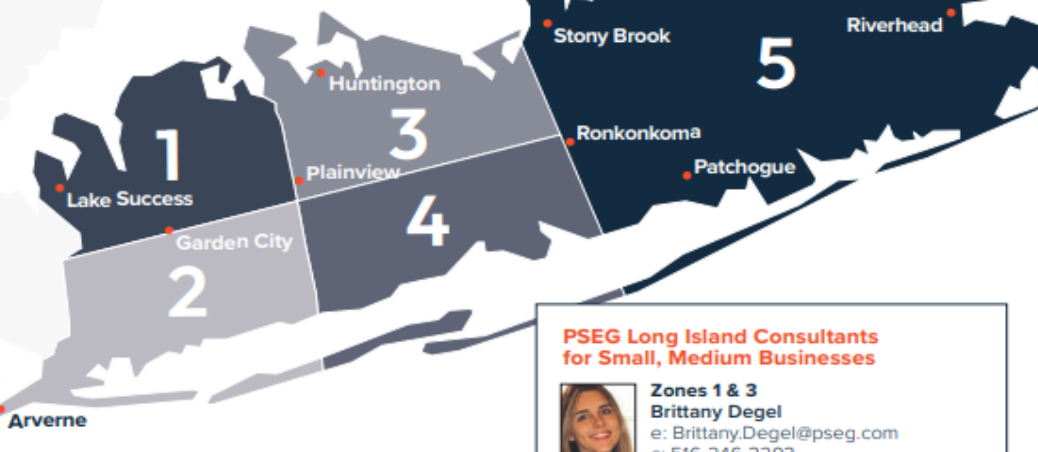 Riverhead
Stony Brook
5
Huntington
3
Ronkonkoma
1
Patchogue
Plainview
Lake Success
4
Garden City
2
PSEG Long Island Consultants
for Small, Medium Businesses
Zones 1 & 3
Brittany Degel
Arverne
e: Brittany.Degel@pseg.com